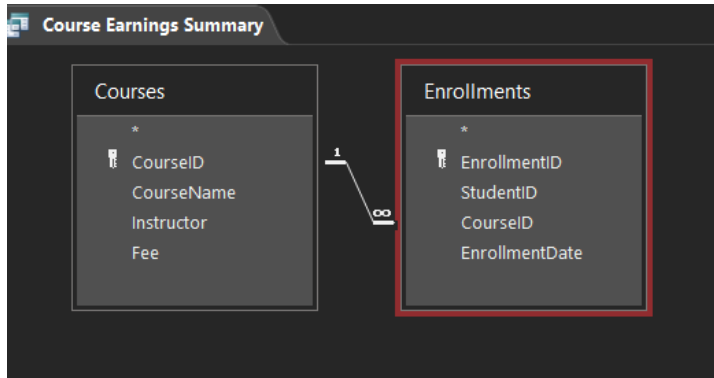 Course Earnings Summary
Courses
*
CourseID
CourseName
Instructor
Fee
1
∞
Enrollments
*
EnrollmentID
StudentID
CourseID
EnrollmentDate